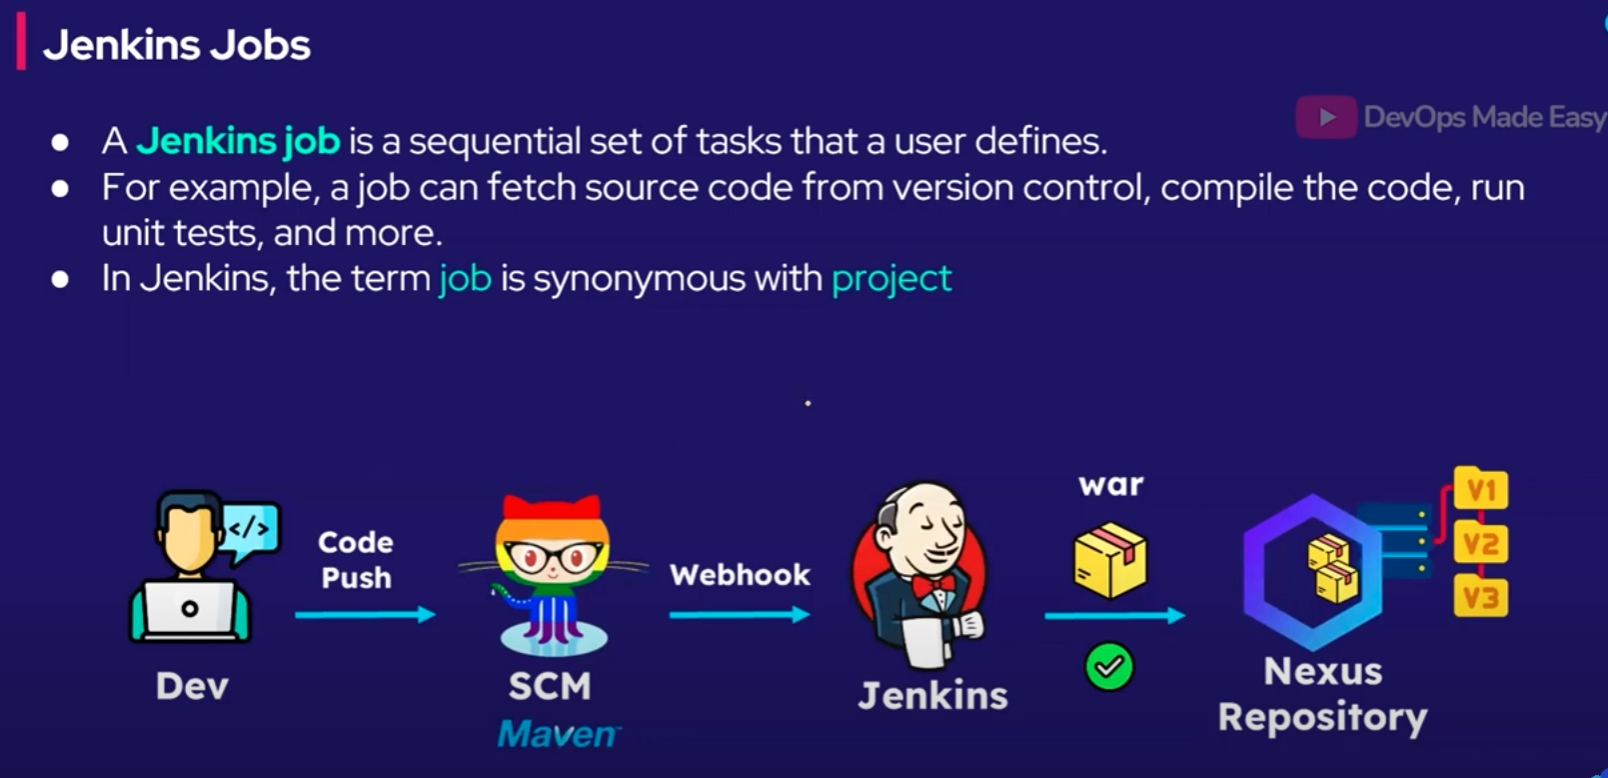 Jenkins Jobs
DevOps Made Easy
● A Jenkins job is a sequential set of tasks that a user defines.
● For example, a job can fetch source code from version control, compile the code, run
unit tests, and more.
● In Jenkins, the term job is synonymous with project
Code
Push
</>
Dev
SCM
Maven™
Webhook
Jenkins
war
V1
V2
V3
Nexus
Repository